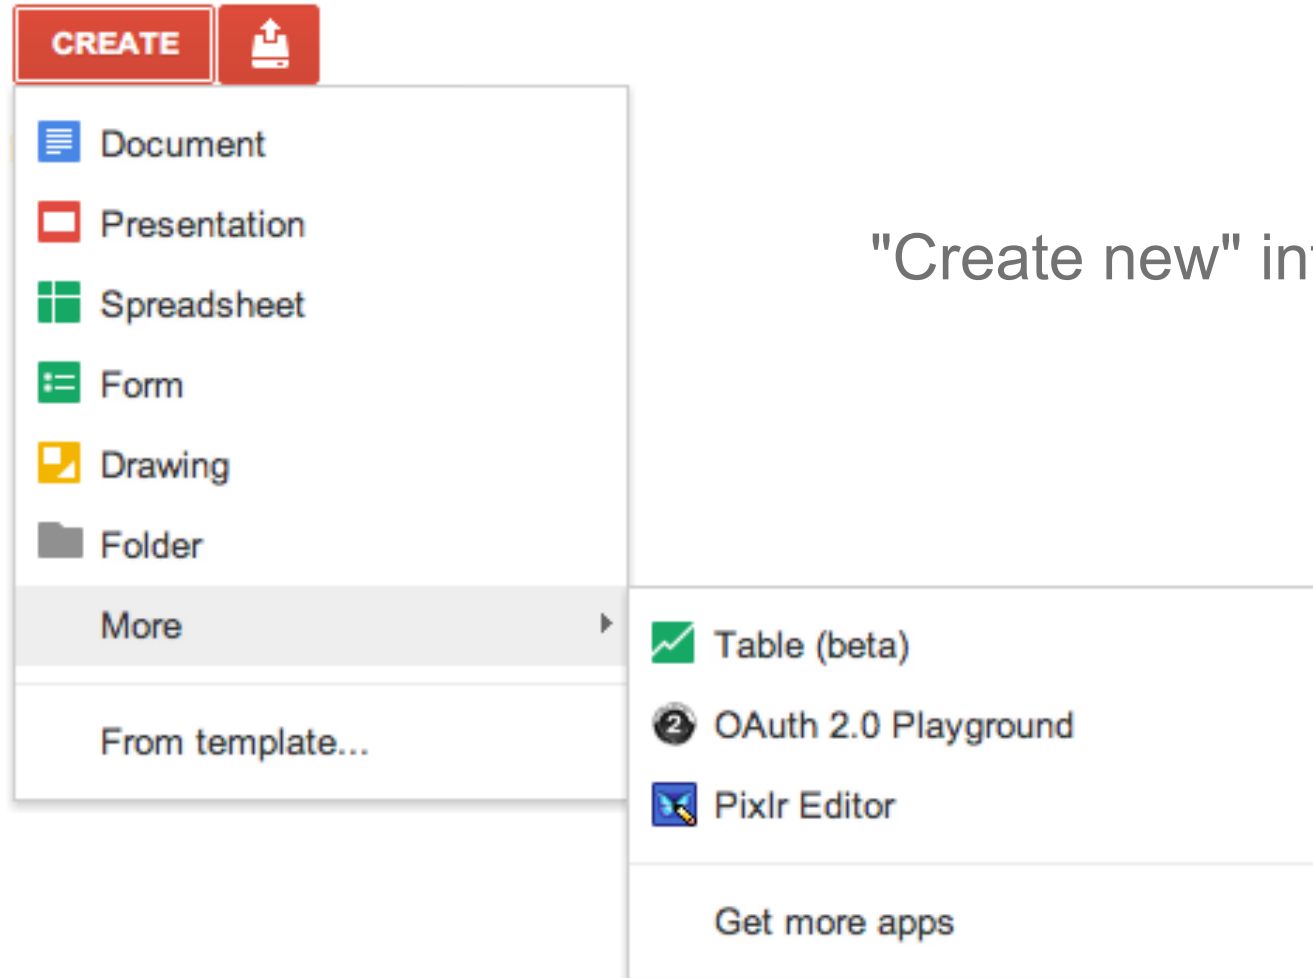 CREATE
Document
Presentation
"Create new" in
Spreadsheet
Form
Drawing
Folder
More
Table (beta)
OAuth 2.0 Playground
From template...
Pixlr Editor
Get more apps